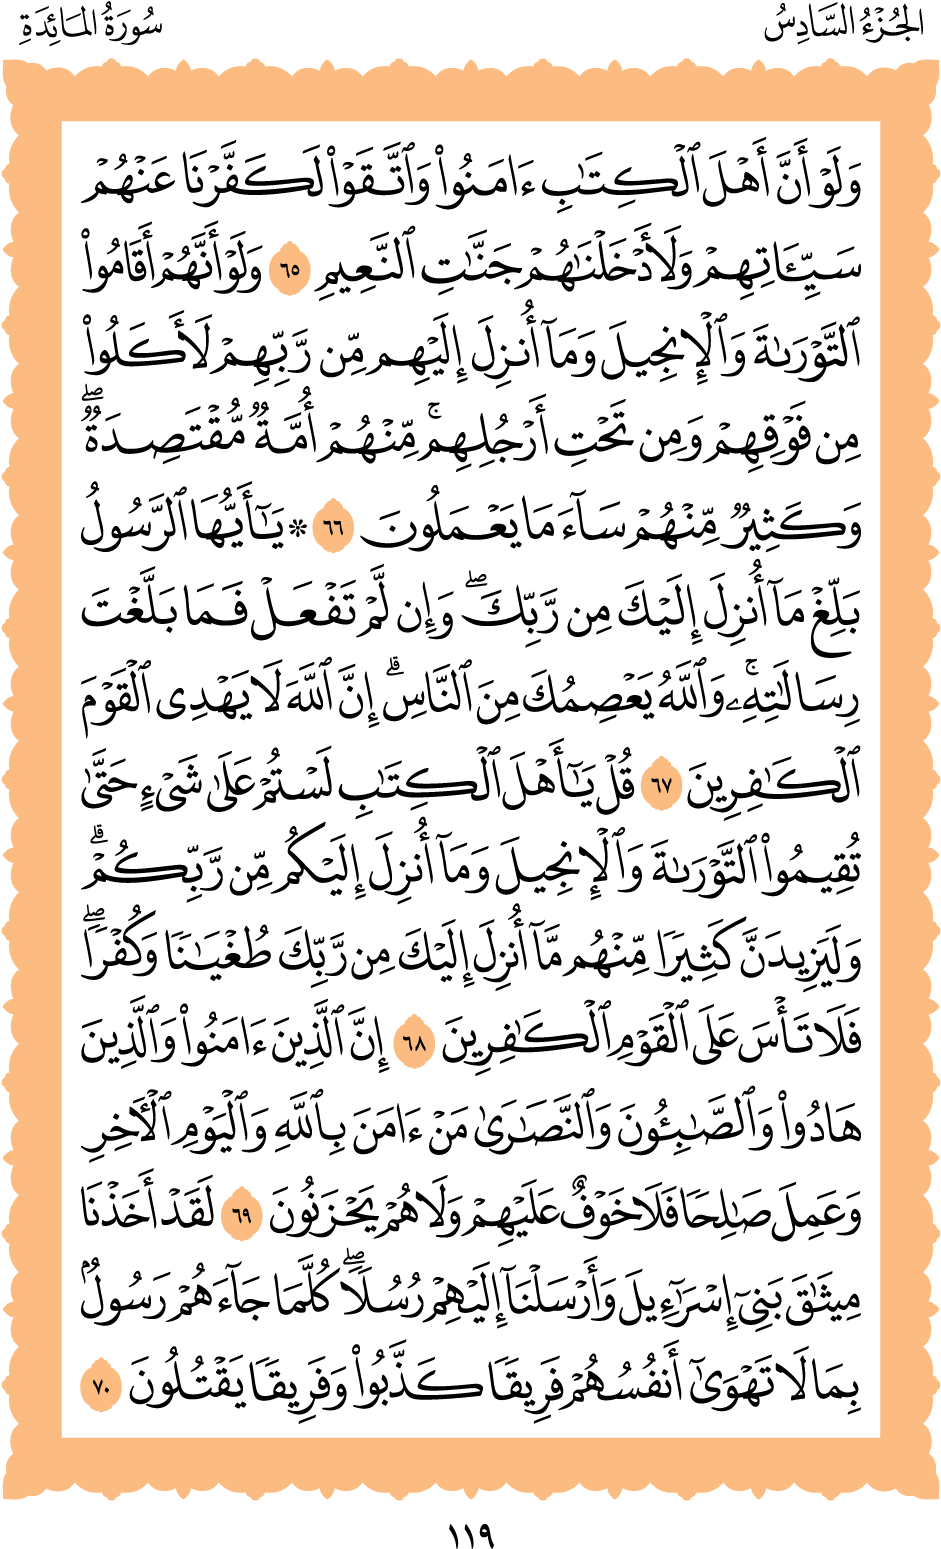 الجُزْءُ السَّادِسُ
سُورَةُ المَائِدَةِ
وَلَوْ أَنَّ أَهْلَ ٱلْكِتَٰبِ ءَامَنُوا۟ وَٱتَّقَوْا۟ لَكَفَّرْنَا عَنْهُمْ
سَيِّـَٔاتِهِمْ وَلَأَدْخَلْنَٰهُمْ جَنَّٰتِ ٱلنَّعِيمِ ٦٥ وَلَوْ أَنَّهُمْ أَقَامُوا۟
ٱلتَّوْرَىٰةَ وَٱلْإِنجِيلَ وَمَآ أُنزِلَ إِلَيْهِم مِّن رَّبِّهِمْ لَأَكَلُوا۟
مِن فَوْقِهِمْ وَمِن تَحْتِ أَرْجُلِهِم ۚ مِّنْهُمْ أُمَّةٌ مُّقْتَصِدَةٌ ۖ
وَكَثِيرٌ مِّنْهُمْ سَآءَ مَا يَعْمَلُونَ ٦٦ ۞ يَٰٓأَيُّهَا ٱلرَّسُولُ
بَلِّغْ مَآ أُنزِلَ إِلَيْكَ مِن رَّبِّكَ ۖ وَإِن لَّمْ تَفْعَلْ فَمَا بَلَّغْتَ
رِسَالَتَهُۥ ۚ وَٱللَّهُ يَعْصِمُكَ مِنَ ٱلنَّاسِ ۗ إِنَّ ٱللَّهَ لَا يَهْدِى ٱلْقَوْمَ
ٱلْكَٰفِرِينَ ٦٧ قُلْ يَٰٓأَهْلَ ٱلْكِتَٰبِ لَسْتُمْ عَلَىٰ شَىْءٍ حَتَّىٰ
تُقِيمُوا۟ ٱلتَّوْرَىٰةَ وَٱلْإِنجِيلَ وَمَآ أُنزِلَ إِلَيْكُم مِّن رَّبِّكُمْ ۗ
وَلَيَزِيدَنَّ كَثِيرًا مِّنْهُم مَّآ أُنزِلَ إِلَيْكَ مِن رَّبِّكَ طُغْيَٰنًا وَكُفْرًا ۖ
فَلَا تَأْسَ عَلَى ٱلْقَوْمِ ٱلْكَٰفِرِينَ ٦٨ إِنَّ ٱلَّذِينَ ءَامَنُوا۟ وَٱلَّذِينَ
هَادُوا۟ وَٱلصَّٰبِـُٔونَ وَٱلنَّصَٰرَىٰ مَنْ ءَامَنَ بِٱللَّهِ وَٱلْيَوْمِ ٱلْـَٔاخِرِ
وَعَمِلَ صَٰلِحًا فَلَا خَوْفٌ عَلَيْهِمْ وَلَا هُمْ يَحْزَنُونَ ٦٩ لَقَدْ أَخَذْنَا
مِيثَٰقَ بَنِىٓ إِسْرَٰٓءِيلَ وَأَرْسَلْنَآ إِلَيْهِمْ رُسُلًا ۖ كُلَّمَا جَآءَهُمْ رَسُولٌۢ
بِمَا لَا تَهْوَىٰٓ أَنفُسُهُمْ فَرِيقًا كَذَّبُوا۟ وَفَرِيقًا يَقْتُلُونَ ٧٠
١١٩